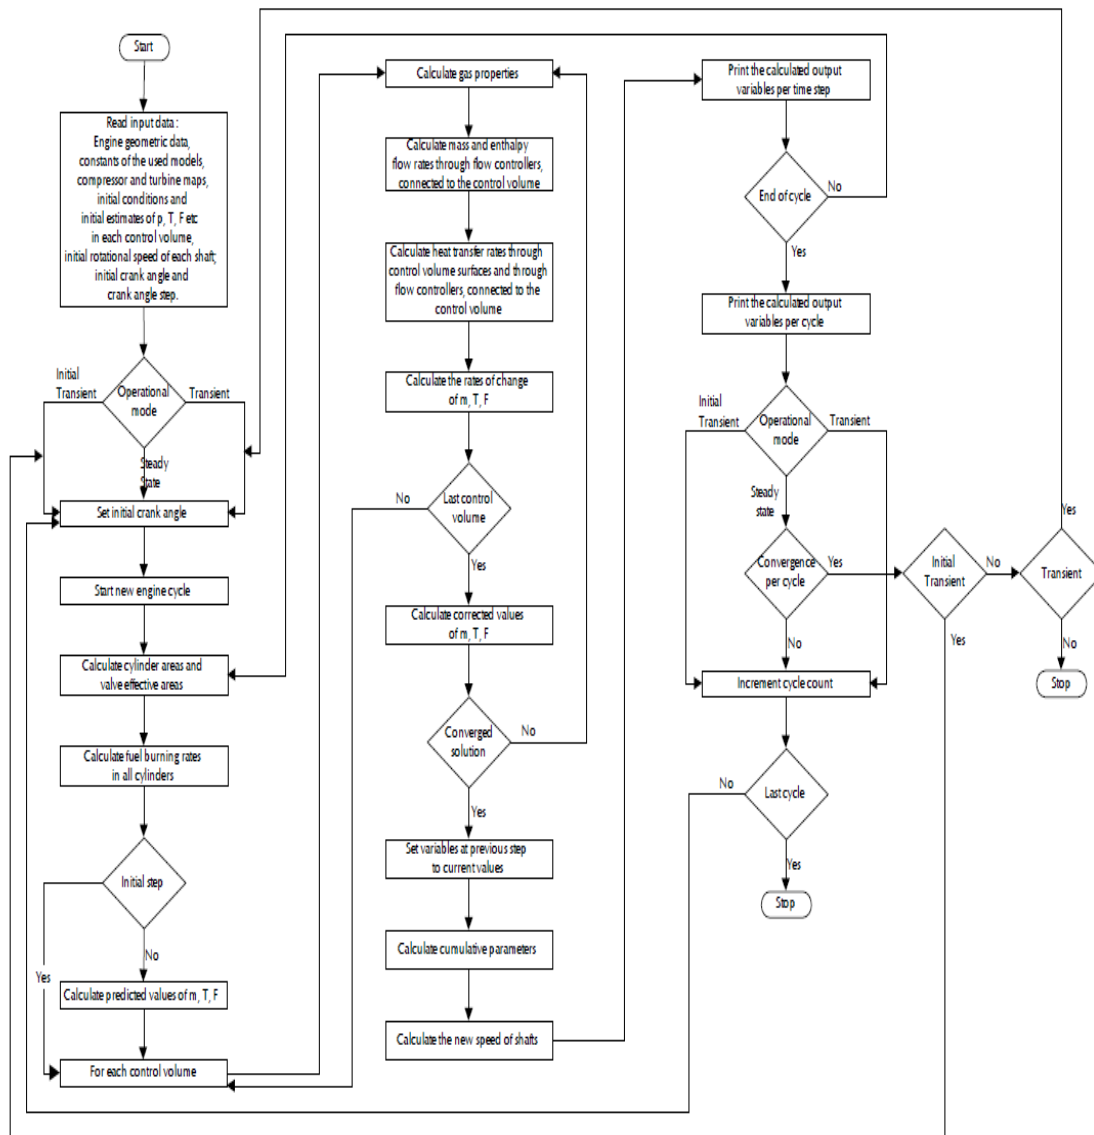 Start
Read input data :
Engine geometric data,
constants of the used models,
compressor and turbine maps,
initial conditions and
initial estimates of p, T, F etc
in each control volume,
initial rotational speed of each shaft;
initial crank angle and
crank angle step.
Initial
Transient
Operational
mode
Transient
Steady
State
Set initial crank angle
Start new engine cycle
Calculate cylinder areas and
valve effective areas
Calculate fuel burning rates
in all cylinders
Initial step
No
Yes
Calculate predicted values of m, T, F
For each control volume
Calculate gas properties
Calculate mass and enthalpy
flow rates through flow controllers,
connected to the control volume
Calculate heat transfer rates through
control volume surfaces and through
flow controllers, connected to the
control volume
Calculate the rates of change
of m, T, F
No
Last control
volume
Yes
Calculate corrected values
of m, T, F
Converged
solution
No
Yes
Set variables at previous step
to current values
Calculate cumulative parameters
Calculate the new speed of shafts
Print the calculated output
variables per time step
End of cycle
No
Yes
Print the calculated output
variables per cycle
Initial
Transient
Operational
mode
Transient
Steady
state
Convergence
per cycle
Yes
No
Increment cycle count
No
Last cycle
Yes
Stop
Initial
Transient
No
Yes
Yes
Transient
No
Stop